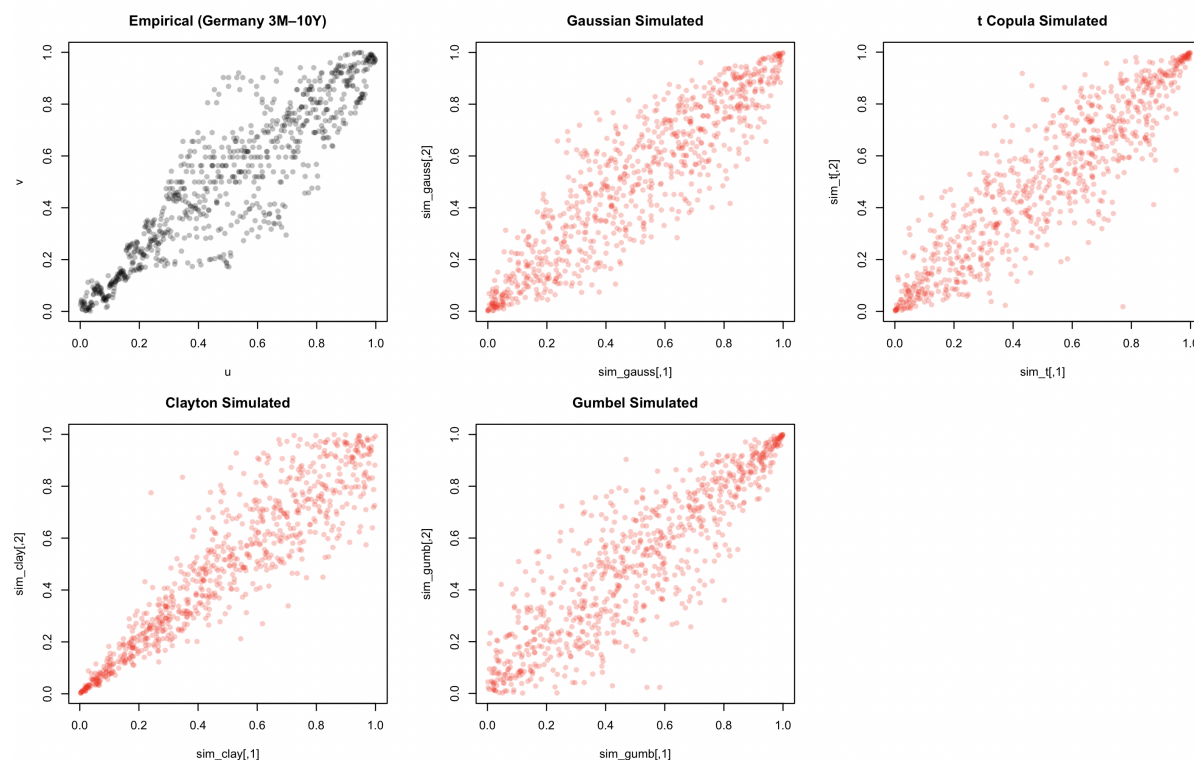 Empirical (Germany 3M–10Y)
v
0.0 0.2 0.4 0.6 0.8 1.0
0.0 0.2 0.4 0.6 0.8 1.0
u
Gaussian Simulated
sim_gauss[,2]
0.0 0.2 0.4 0.6 0.8 1.0
0.0 0.2 0.4 0.6 0.8 1.0
sim_gauss[,1]
t Copula Simulated
sim_t[,2]
0.0 0.2 0.4 0.6 0.8 1.0
0.0 0.2 0.4 0.6 0.8
sim_t[,1]
Clayton Simulated
sim_clay[,2]
0.0 0.2 0.4 0.6 0.8 1.0
0.0 0.2 0.4 0.6 0.8 1.0
sim_clay[,1]
Gumbel Simulated
sim_gumb[,2]
0.0 0.2 0.4 0.6 0.8 1.0
0.0 0.2 0.4 0.6 0.8 1.0
sim_gumb[,1]